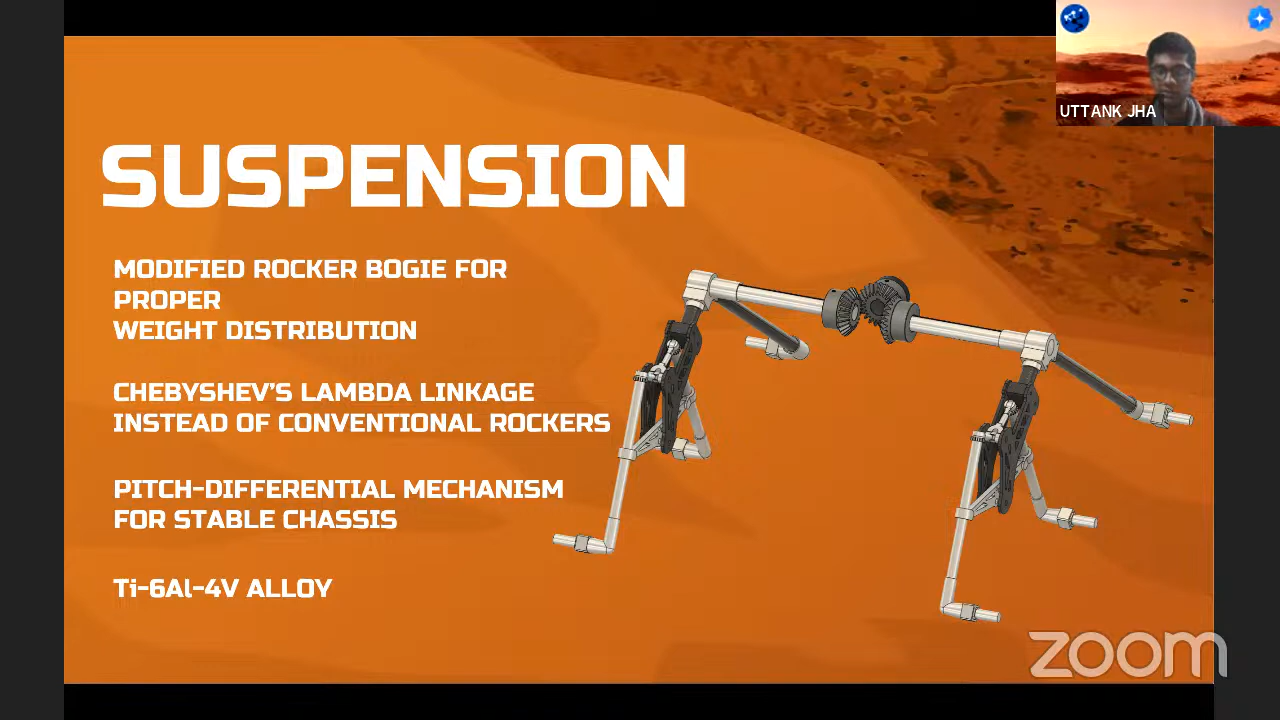 UTTANK JHA
SUSPENSION
MODIFIED ROCKER BOGIE FOR
PROPER
WEIGHT DISTRIBUTION
CHEBYSHEV'S LAMBDA LINKAGE
INSTEAD OF CONVENTIONAL ROCKERS
PITCH-DIFFERENTIAL MECHANISM
FOR STABLE CHASSIS
Ti-6Al-4V ALLOY
zoom